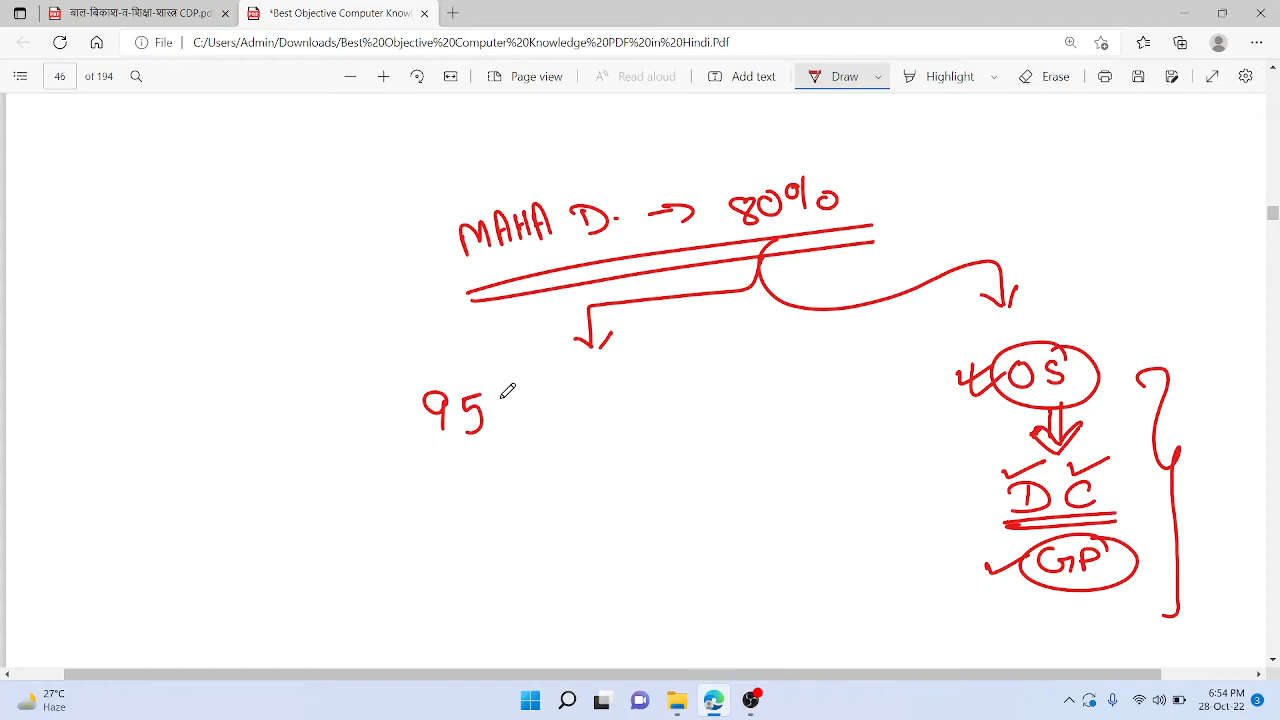 बाल-विकास-व-शिक्षा-शास्त्र CDP.pd
*Best Objective Computer Knowl
File
C:/Users/Admin/Downloads/Best%20Objective%20Computer%20Knowledge%20PDF%20in%20Hindi.Pdf
46 of 194
Page view
Read aloud
Add text
Draw
Highlight
Erase
MAHA D. → 80%
OS
95
DC
GP
27°C
Haze
6:54 PM
28-Oct-22
3